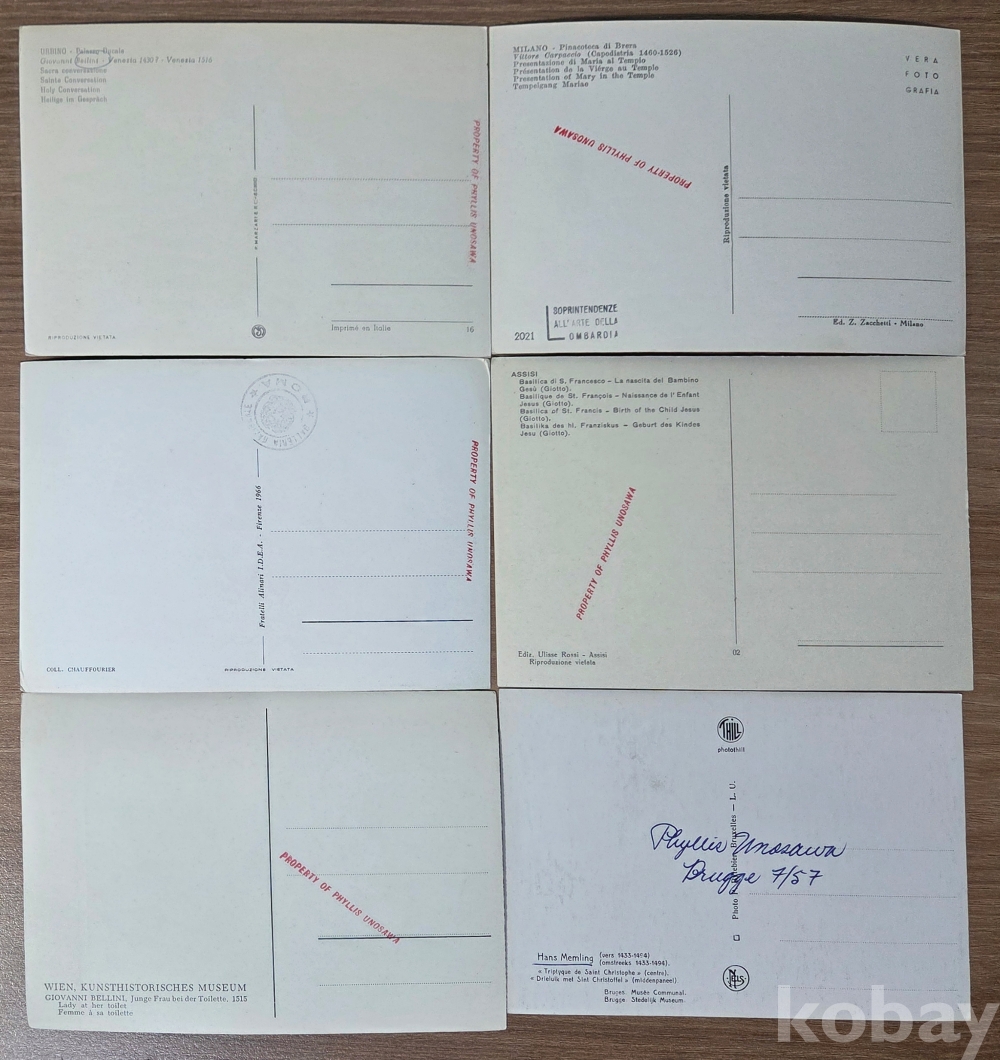 URBINO - Palazzo Ducale
Giovanni Bellini - Venezia 1430? - Venezia 1516
Sacra conversazione
Sainte Conversation
Holy Conversation
Heilige im Gespräch
PROPERTY OF PHYLLIS UNOSAWA
RIPRODUZIONE VIETATA
Imprimé en Italie
16
MILANO - Pinacoteca di Brera
Vittore Carpaccio (Capodistria 1460-1526)
Presentazione di Maria al Tempio
Présentation de la Vièrge au Temple
Presentation of Mary in the Temple
Tempelgang Mariae
VERA
FOTO
GRAFIA
PROPERTY OF PHYLLIS UNOSAWA
Riproduzione vietata
2021
SOPRINTENDENZE
ALL'ARTE DELLA
LOMBARDIA
Ed. Z. Zacchetti - Milano
ROMA
Fratelli Alinari I.D.E.A. - Firenze 1966
PROPERTY OF PHYLLIS UNOSAWA
COLL. CHAUFFOURIER
RIPRODUZIONE VIETATA
ASSISI
Basilica di S. Francesco – La nascita del Bambino
Gesù (Giotto).
Basilique de St. François – Naissance de l'Enfant
Jesus (Giotto).
Basilica of St. Francis – Birth of the Child Jesus
(Giotto).
Basilika des hl. Franziskus – Geburt des Kindes
Jesu (Giotto).
PROPERTY OF PHYLLIS UNOSAWA
Ediz. Ulisse Rossi - Assisi
Riproduzione vietata
02
PROPERTY OF PHYLLIS UNOSAWA
WIEN, KUNSTHISTORISCHES MUSEUM
GIOVANNI BELLINI, Junge Frau bei der Toilette, 1515
Lady at her toilet
Femme à sa toilette
THILL
photothill
Phyllis Unosawa
Brugge 7/57
Photo Bruxelles — L. U.
Hans Memling (vers 1433-1494)
(omstreeks 1433-1494).
« Triptyque de Saint Christophe » (centre).
« Drieluik met Sint Christoffel » (middenpaneel).
Bruges. Musée Communal.
Brugge. Stedelijk Museum.
NELS
kobay